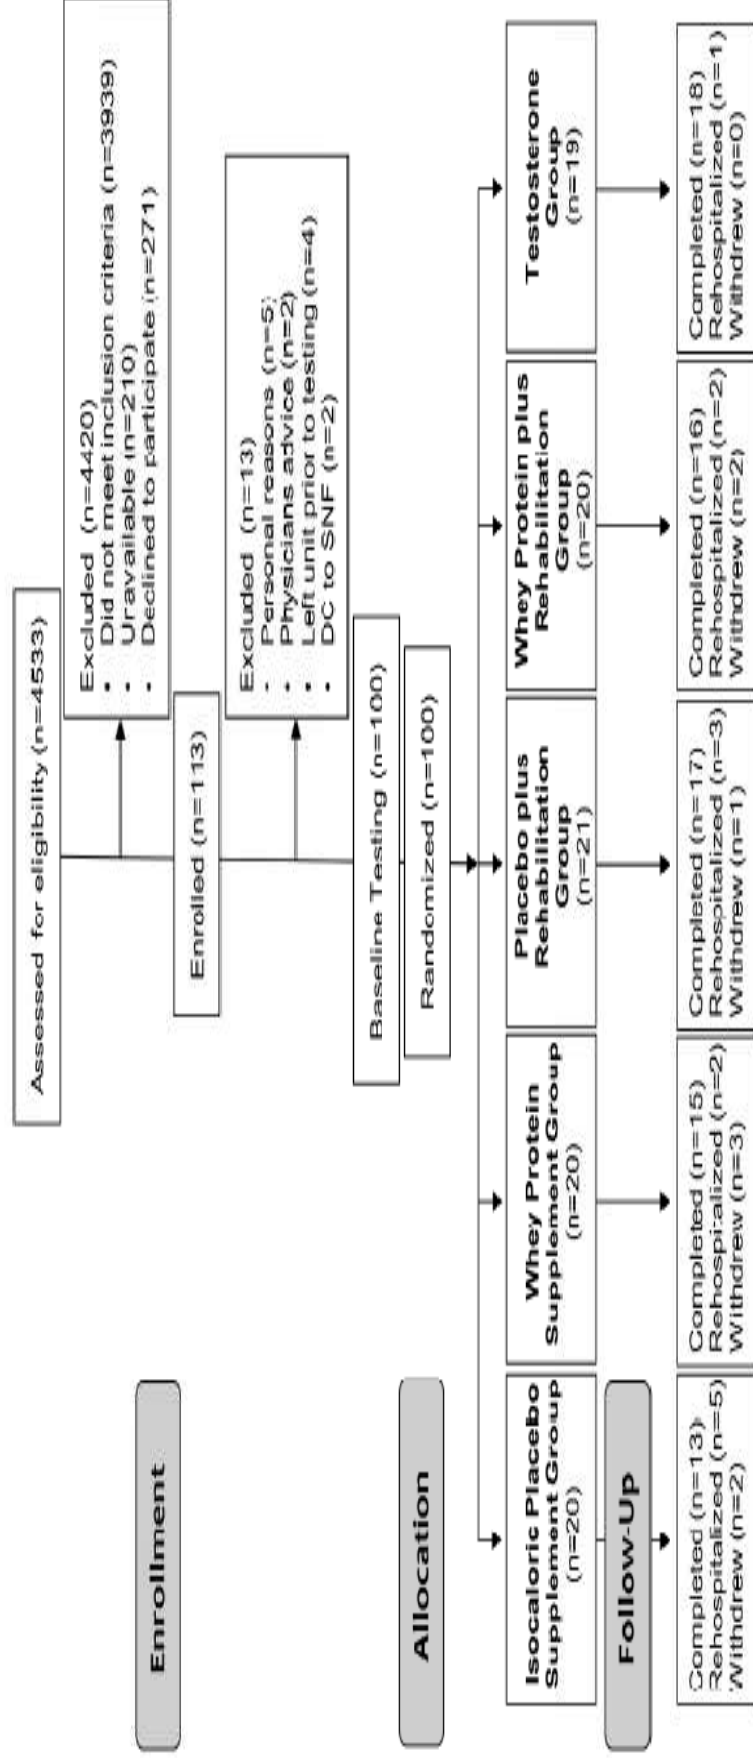 Assessed for eligibility (n=4533)
Excluded (n=4420)
• Did not meet inclusion criteria (n=3939)
• Unavailable (n=210)
• Declined to participate (n=271)
Enrollment
Enrolled (n=113)
Excluded (n=13)
- Personal reasons (n=5)
• Physicians advice (n=2)
• Left unit prior to testing (n=4)
• DC to SNF (n=2)
Baseline Testing (n=100)
Allocation
Randomized (n=100)
Isocaloric Placebo
Supplement Group
(n=20)
Whey Protein
Supplement Group
(n=20)
Placebo plus
Rehabilitation
Group
(n=21)
Whey Protein plus
Rehabilitation
Group
(n=20)
Testosterone
Group
(n=19)
Follow-Up
Completed (n=13)
Rehospitalized (n=5)
Withdrew (n=2)
Completed (n=15)
Rehospitalized (n=2)
Withdrew (n=3)
Completed (n=17)
Rehospitalized (n=3)
Withdrew (n=1)
Completed (n=16)
Rehospitalized (n=2)
Withdrew (n=2)
Completed (n=18)
Rehospitalized (n=1)
Withdrew (n=0)